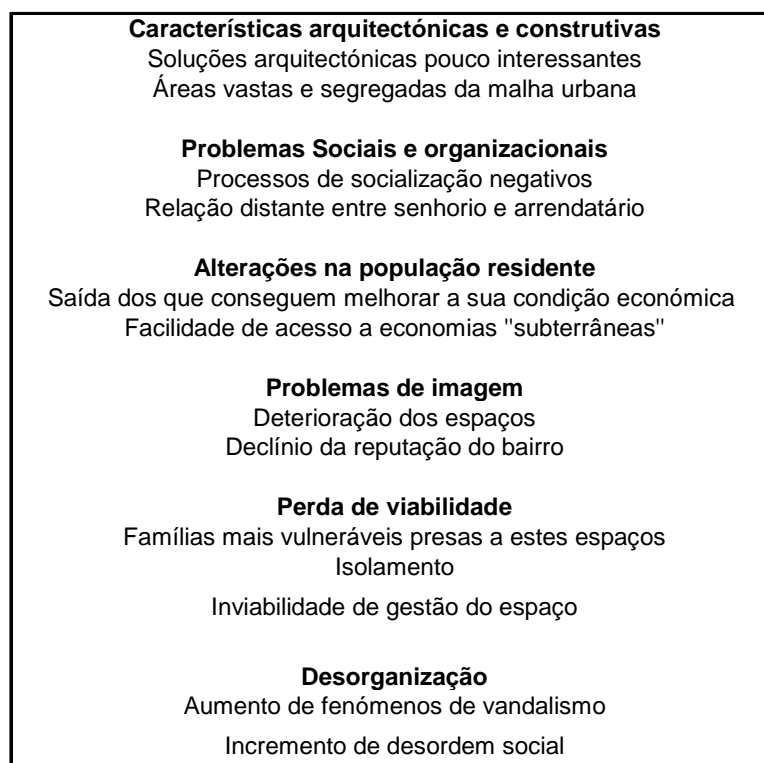 Características arquitectónicas e construtivas
Soluções arquitectónicas pouco interessantes
Áreas vastas e segregadas da malha urbana
Problemas Sociais e organizacionais
Processos de socialização negativos
Relação distante entre senhorio e arrendatário
Alterações na população residente
Saída dos que conseguem melhorar a sua condição económica
Facilidade de acesso a economias "subterrâneas"
Problemas de imagem
Deterioração dos espaços
Declínio da reputação do bairro
Perda de viabilidade
Famílias mais vulneráveis presas a estes espaços
Isolamento
Inviabilidade de gestão do espaço
Desorganização
Aumento de fenómenos de vandalismo
Incremento de desordem social